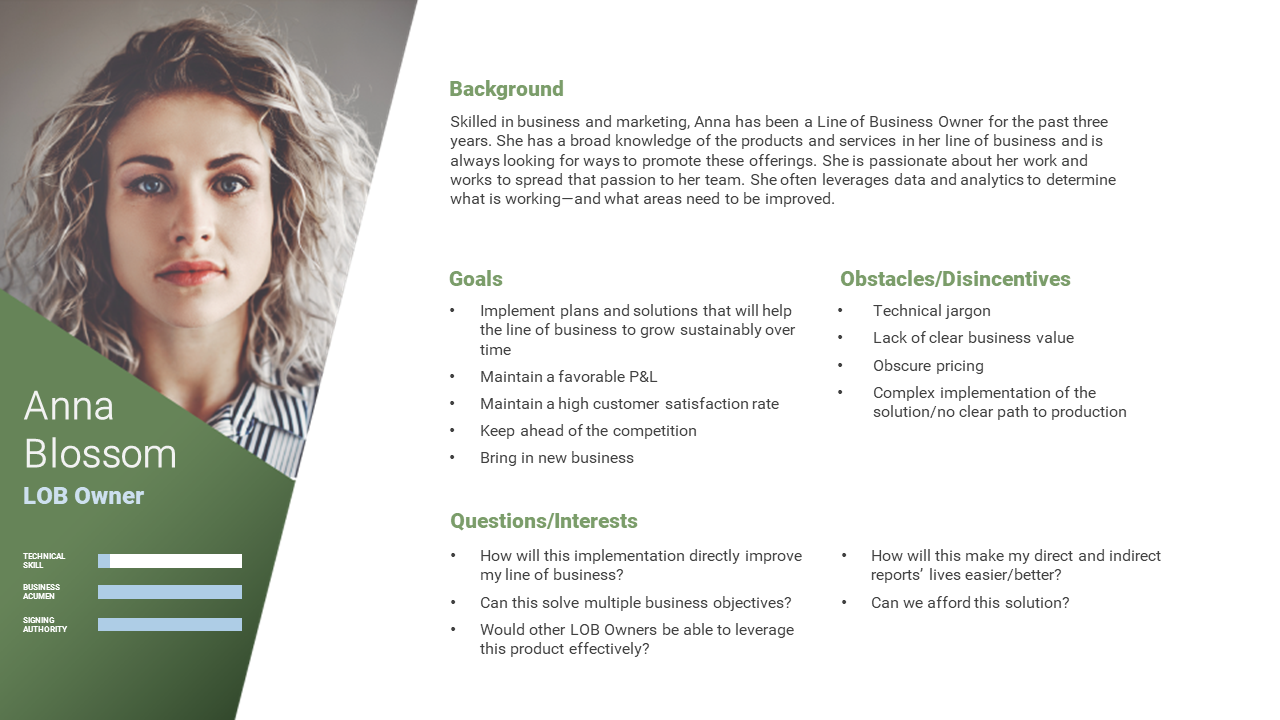 Anna
Blossom
LOB Owner
TECHNICAL
SKILL
BUSINESS
ACUMEN
SIGNING
AUTHORITY
Background
Skilled in business and marketing, Anna has been a Line of Business Owner for the past three
years. She has a broad knowledge of the products and services in her line of business and is
always looking for ways to promote these offerings. She is passionate about her work and
works to spread that passion to her team. She often leverages data and analytics to determine
what is working—and what areas need to be improved.
Goals
• Implement plans and solutions that will help
the line of business to grow sustainably over
time
• Maintain a favorable P&L
• Maintain a high customer satisfaction rate
• Keep ahead of the competition
• Bring in new business
Obstacles/Disincentives
• Technical jargon
• Lack of clear business value
• Obscure pricing
• Complex implementation of the
solution/no clear path to production
Questions/Interests
• How will this implementation directly improve
my line of business?
• Can this solve multiple business objectives?
• Would other LOB Owners be able to leverage
this product effectively?
• How will this make my direct and indirect
reports’ lives easier/better?
• Can we afford this solution?